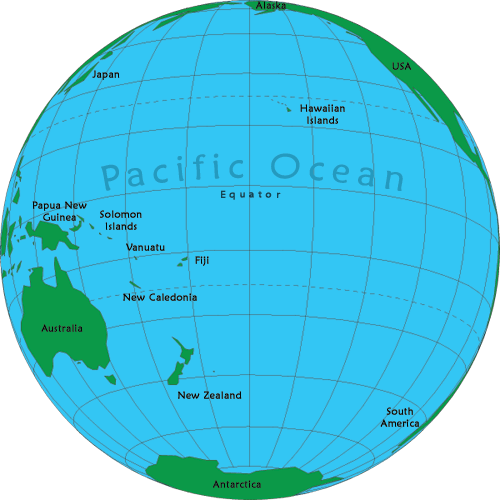 Alaska
USA
Japan
Hawaiian
Islands
Pacific Ocean
Equator
Papua New
Guinea
Solomon
Islands
Vanuatu
Fiji
New Caledonia
Australia
New Zealand
South
America
Antarctica